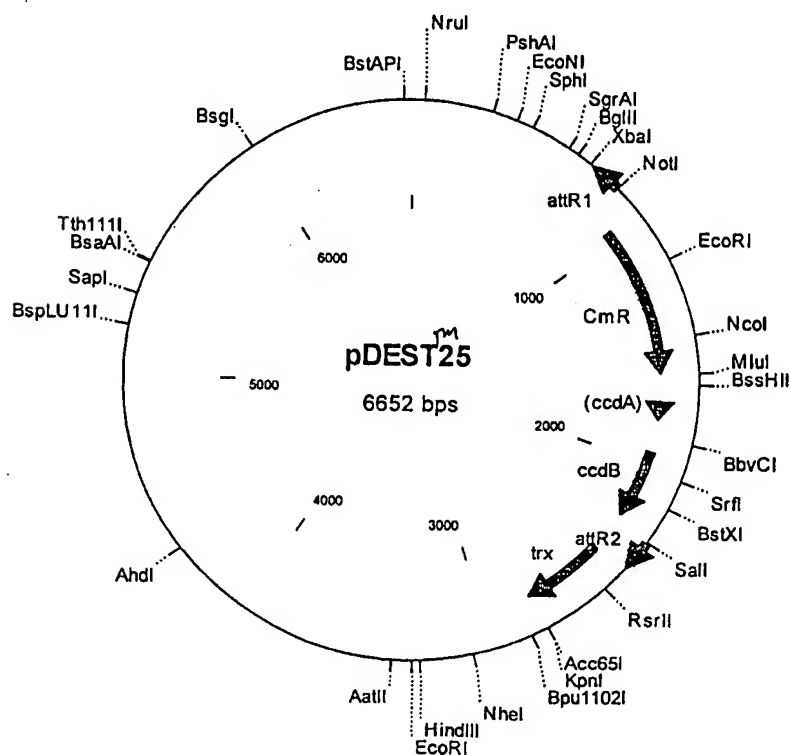 NruI
PshAI
EcoNI
SphI
SgrAI
BglII
XbaI
NotI
BstAPI
BsgI
attR1
EcoRI
Tth111I
BsaAI
SapI
BspLU11I
6000
1000
CmR
NcoI
pDEST25
6652 bps
5000
MluI
BssHII
(ccdA)
2000
BbvCI
ccdB
SrfI
BstXI
4000
3000
attR2
trx
SalI
AhdI
RsrII
Acc65I
KpnI
Bpu1102I
AatII
HindIII
EcoRI
NheI